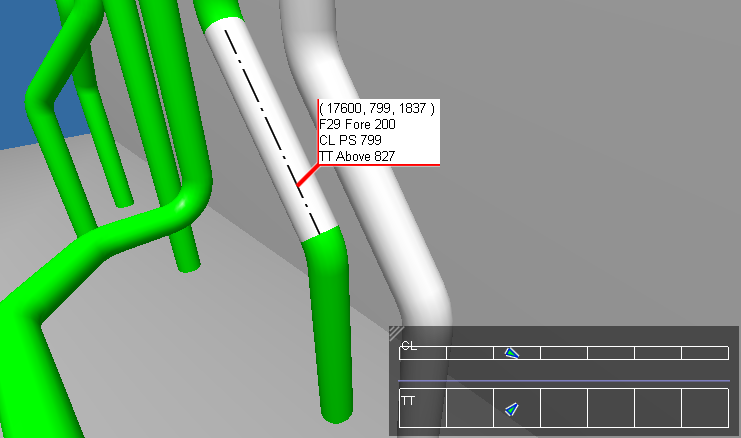 ( 17600, 799, 1837 )
F29 Fore 200
CL PS 799
TT Above 827
CL
TT